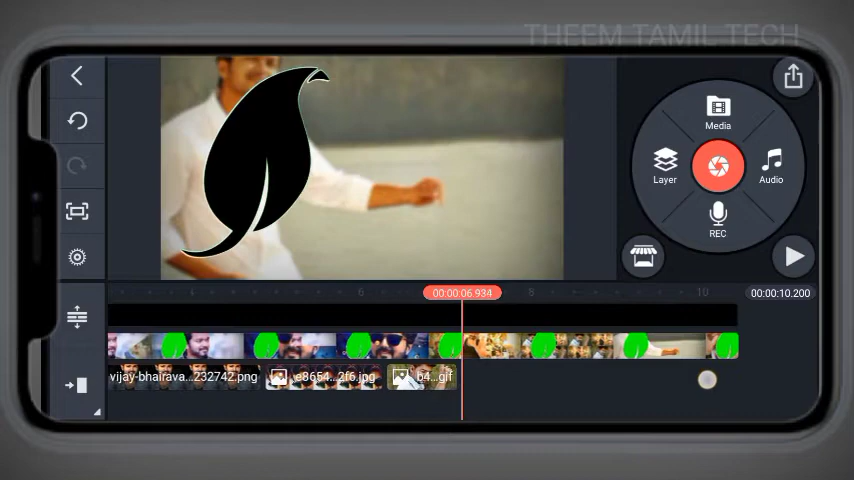 THEEM TAMIL TECH
Media
Layer
Audio
REC
6
00:00:06.934
8
10
00:00:10.200
vijay-bhairava...232742.png
e8654...2f6.jpg
b4...gif